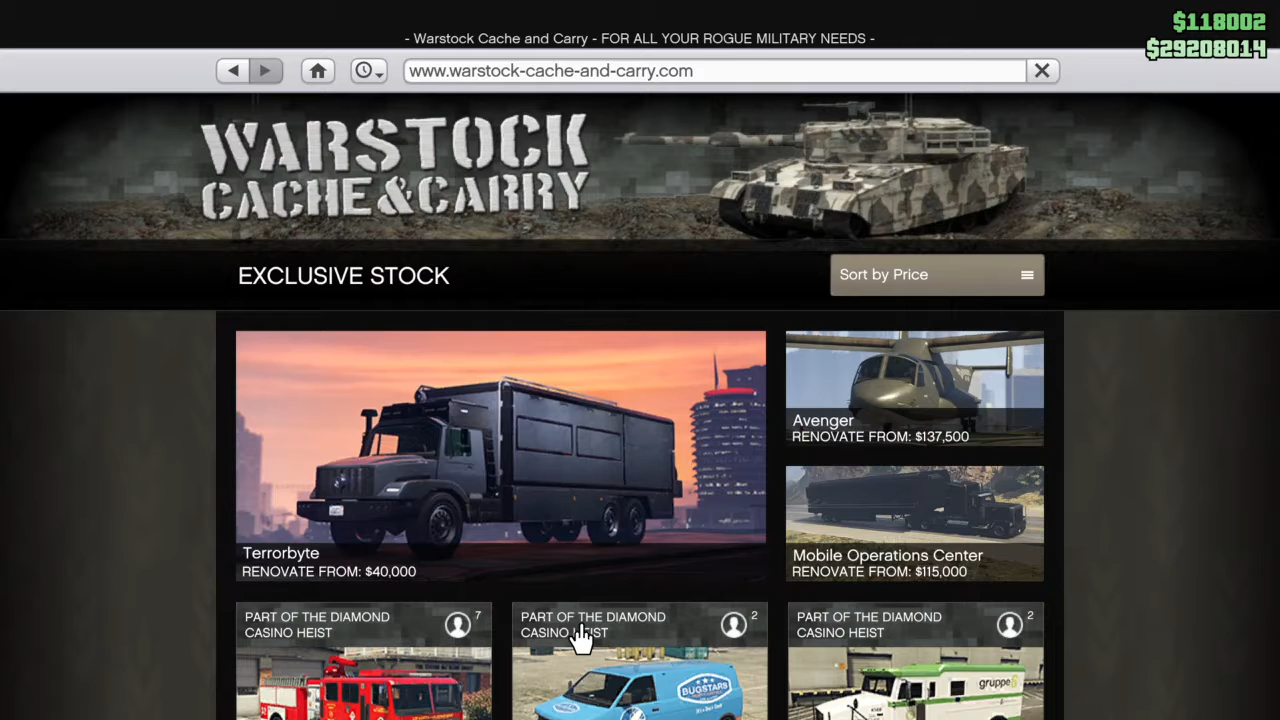 $118002
- Warstock Cache and Carry - FOR ALL YOUR ROGUE MILITARY NEEDS -
$29208014
www.warstock-cache-and-carry.com
WARSTOCK
CACHE & CARRY
EXCLUSIVE STOCK
Sort by Price
Terrorbyte
RENOVATE FROM: $40,000
Avenger
RENOVATE FROM: $137,500
Mobile Operations Center
RENOVATE FROM: $115,000
PART OF THE DIAMOND
CASINO HEIST
7
PART OF THE DIAMOND
CASINO HEIST
2
PART OF THE DIAMOND
CASINO HEIST
2
BUGSTARS
gruppe6